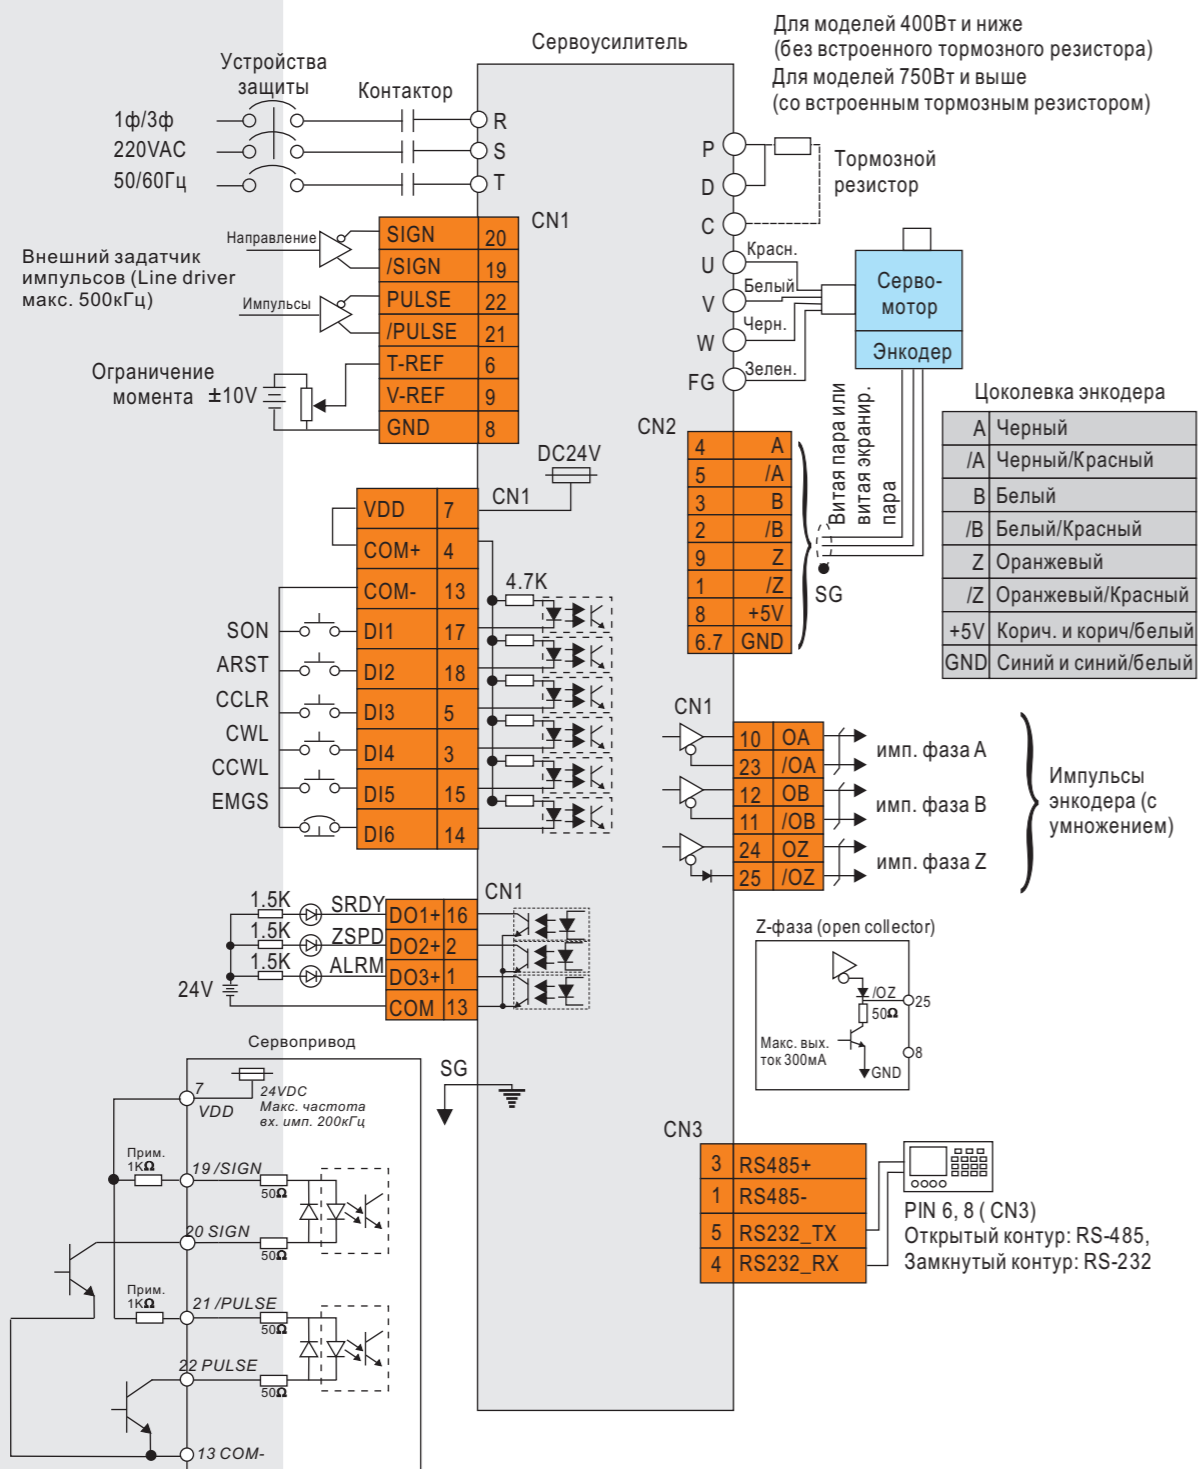 Для моделей 400Вт и ниже
(без встроенного тормозного резистора)
Для моделей 750Вт и выше
(со встроенным тормозным резистором)
Сервоусилитель
Устройства
защиты
Контактор
1ф/3ф
220VAC
50/60Гц
R
S
T
P
D
C
U
V
W
FG
Тормозной
резистор
Красн.
Белый
Черн.
Зелен.
Серво-
мотор
Энкодер
CN1
Направление
Внешний задатчик
импульсов (Line driver
макс. 500кГц)
Импульсы
Ограничение
момента ±10V
SIGN 20
/SIGN 19
PULSE 22
/PULSE 21
T-REF 6
V-REF 9
GND 8
CN2
4 A
5 /A
3 B
2 /B
9 Z
1 /Z
8 +5V
6.7 GND
Витая пара или
витая экранир.
пара
SG
Цоколевка энкодера
A Черный
/A Черный/Красный
B Белый
/B Белый/Красный
Z Оранжевый
/Z Оранжевый/Красный
+5V Корич. и корич/белый
GND Синий и синий/белый
DC24V
CN1
VDD 7
COM+ 4
COM- 13
DI1 17
DI2 18
DI3 5
DI4 3
DI5 15
DI6 14
4.7K
SON
ARST
CCLR
CWL
CCWL
EMGS
CN1
10 OA
23 /OA
12 OB
11 /OB
24 OZ
25 /OZ
имп. фаза A
имп. фаза B
имп. фаза Z
Импульсы
энкодера (с
умножением)
CN1
1.5K SRDY
1.5K ZSPD
1.5K ALRM
24V
DO1+ 16
DO2+ 2
DO3+ 1
COM 13
Z-фаза (open collector)
/OZ
50Ω
25
8
Макс. вых.
ток 300мА
GND
Сервопривод
SG
7
VDD
24VDC
Макс. частота
вх. имп. 200кГц
Прим.
1KΩ
19 /SIGN
50Ω
20 SIGN
50Ω
Прим.
1KΩ
21 /PULSE
50Ω
22 PULSE
50Ω
13 COM-
CN3
3 RS485+
1 RS485-
5 RS232_TX
4 RS232_RX
PIN 6, 8 ( CN3)
Открытый контур: RS-485,
Замкнутый контур: RS-232